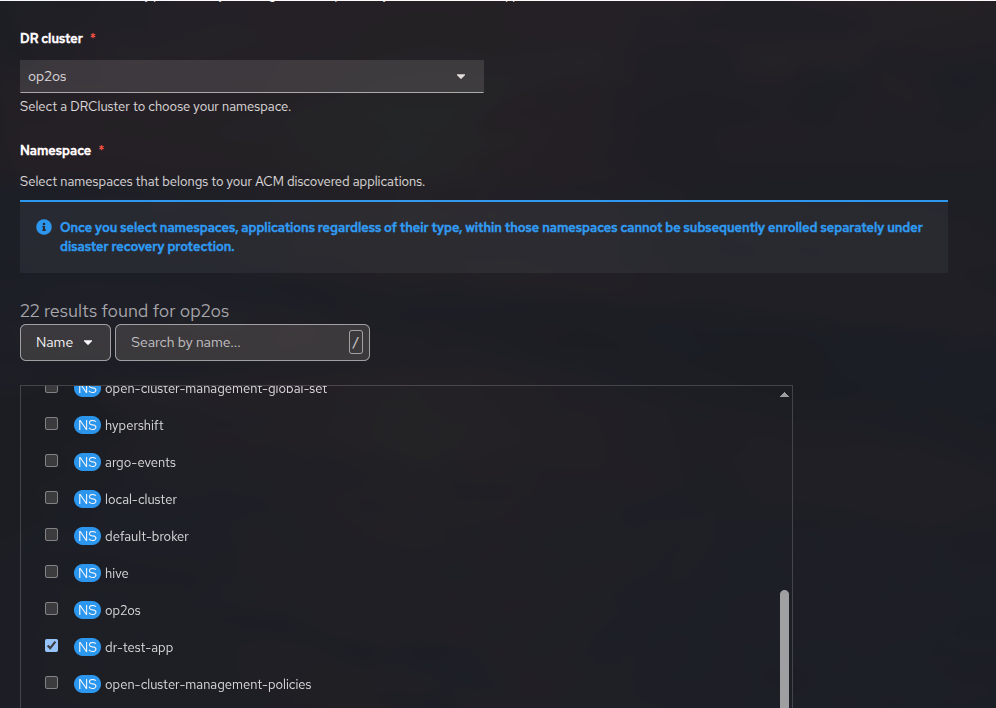 DR cluster *
op2os
Select a DRCluster to choose your namespace.
Namespace *
Select namespaces that belongs to your ACM discovered applications.
Once you select namespaces, applications regardless of their type, within those namespaces cannot be subsequently enrolled separately under
disaster recovery protection.
22 results found for op2os
Name Search by name... /
NS open-cluster-management-global-set
NS hypershift
NS argo-events
NS local-cluster
NS default-broker
NS hive
NS op2os
NS dr-test-app
NS open-cluster-management-policies